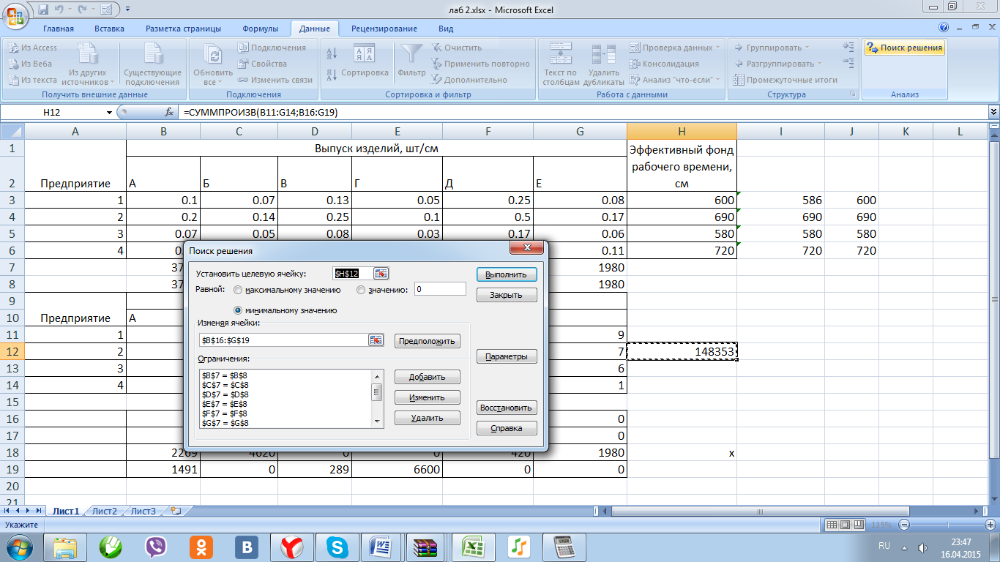 лаб 2.xlsx - Microsoft Excel
Главная Вставка Разметка страницы Формулы Данные Рецензирование Вид
Из Access
Из Веба
Из текста
Из других источников
Существующие подключения
Получить внешние данные
Обновить все
Подключения
Свойства
Изменить связи
Подключения
Сортировка
Фильтр
Очистить
Применить повторно
Дополнительно
Сортировка и фильтр
Текст по столбцам
Удалить дубликаты
Проверка данных
Консолидация
Анализ "что-если"
Работа с данными
Группировать
Разгруппировать
Промежуточные итоги
Структура
Поиск решения
Анализ
H12 fx =СУММПРОИЗВ(B11:G14;B16:G19)
A B C D E F G H I J K L
1 Выпуск изделий, шт/см Эффективный фонд рабочего времени, см
2 Предприятие А Б В Г Д Е
3 1 0.1 0.07 0.13 0.05 0.25 0.08 600 586 600
4 2 0.2 0.14 0.25 0.1 0.5 0.17 690 690 690
5 3 0.07 0.05 0.08 0.03 0.17 0.06 580 580 580
6 4 0.11 720 720 720
7 1980
8 1980
9
10 Предприятие А
11 1 9
12 2 7 148353
13 3 6
14 4 1
15
16 0
17 0
18 2269 4620 0 0 420 1980 х
19 1491 0 289 6600 0 0
20
21
Поиск решения
Установить целевую ячейку: $H$12
Равной: максимальному значению значению: 0
минимальному значению
Изменяя ячейки:
$B$16:$G$19
Предположить
Ограничения:
$B$7 = $B$8
$C$7 = $C$8
$D$7 = $D$8
$E$7 = $E$8
$F$7 = $F$8
$G$7 = $G$8
Добавить
Изменить
Удалить
Выполнить
Закрыть
Параметры
Восстановить
Справка
Лист1 Лист2 Лист3
Укажите 115%
RU 23:47
16.04.2015